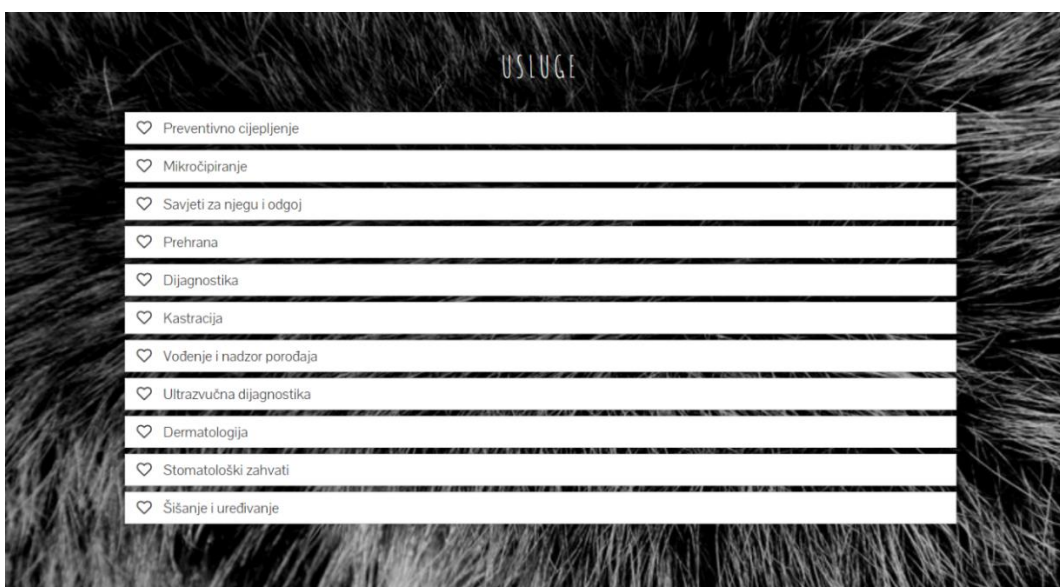 USLUGE
Preventivno cijepljenje
Mikročipiranje
Savjeti za njegu i odgoj
Prehrana
Dijagnostika
Kastracija
Vođenje i nadzor porođaja
Ultrazvučna dijagnostika
Dermatologija
Stomatološki zahvati
Šišanje i uređivanje